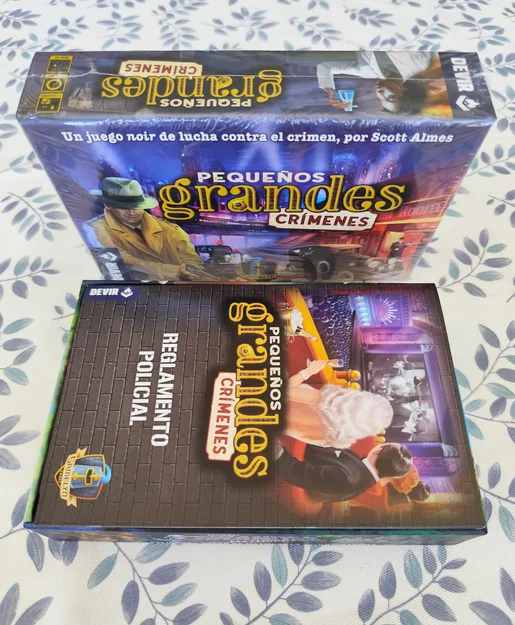 PEQUEÑOS
grandes
CRÍMENES
DEVIR
Un juego noir de lucha contra el crimen, por Scott Almes
PEQUEÑOS
grandes
CRÍMENES
DEVIR
REGLAMENTO
POLICIAL
PEQUEÑOS
grandes
CRÍMENES